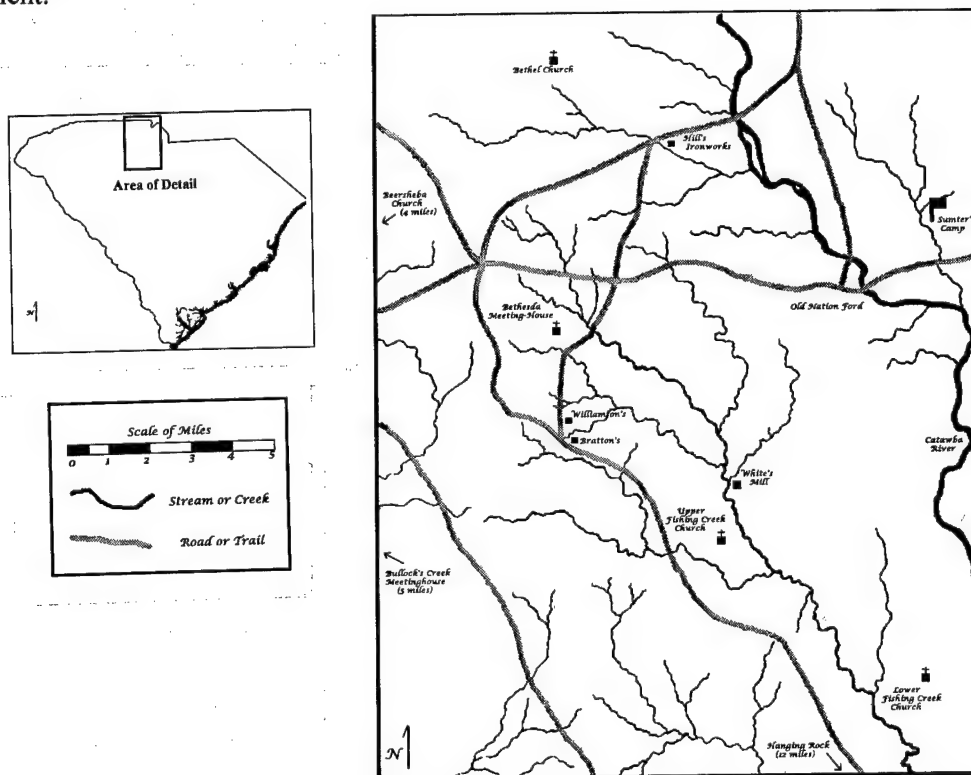 Bethel Church
Hill's
Ironworks
Area of Detail
Beersheba
Church
(4 miles)
Sumter's
Camp
N
Bethesda
Meeting-House
Old Nation Ford
Williamson's
Bratton's
Catawba
River
Scale of Miles
0 1 2 3 4 5
Stream or Creek
Road or Trail
White's
Mill
Upper
Fishing Creek
Church
Bullock's Creek
Meetinghouse
(5 miles)
Lower
Fishing Creek
Church
N
Hanging Rock
(12 miles)